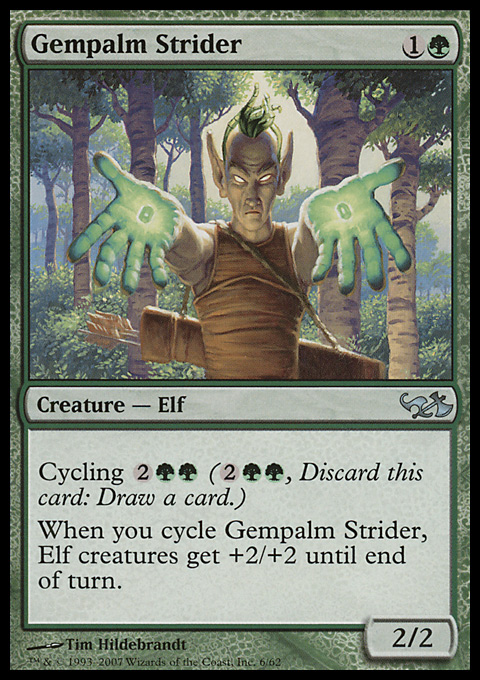 Gempalm Strider 1
Creature — Elf
Cycling 2 ( 2, Discard this
card: Draw a card.)
When you cycle Gempalm Strider,
Elf creatures get +2/+2 until end
of turn.
2/2
Tim Hildebrandt
™ & © 1993–2007 Wizards of the Coast, Inc. 6/62